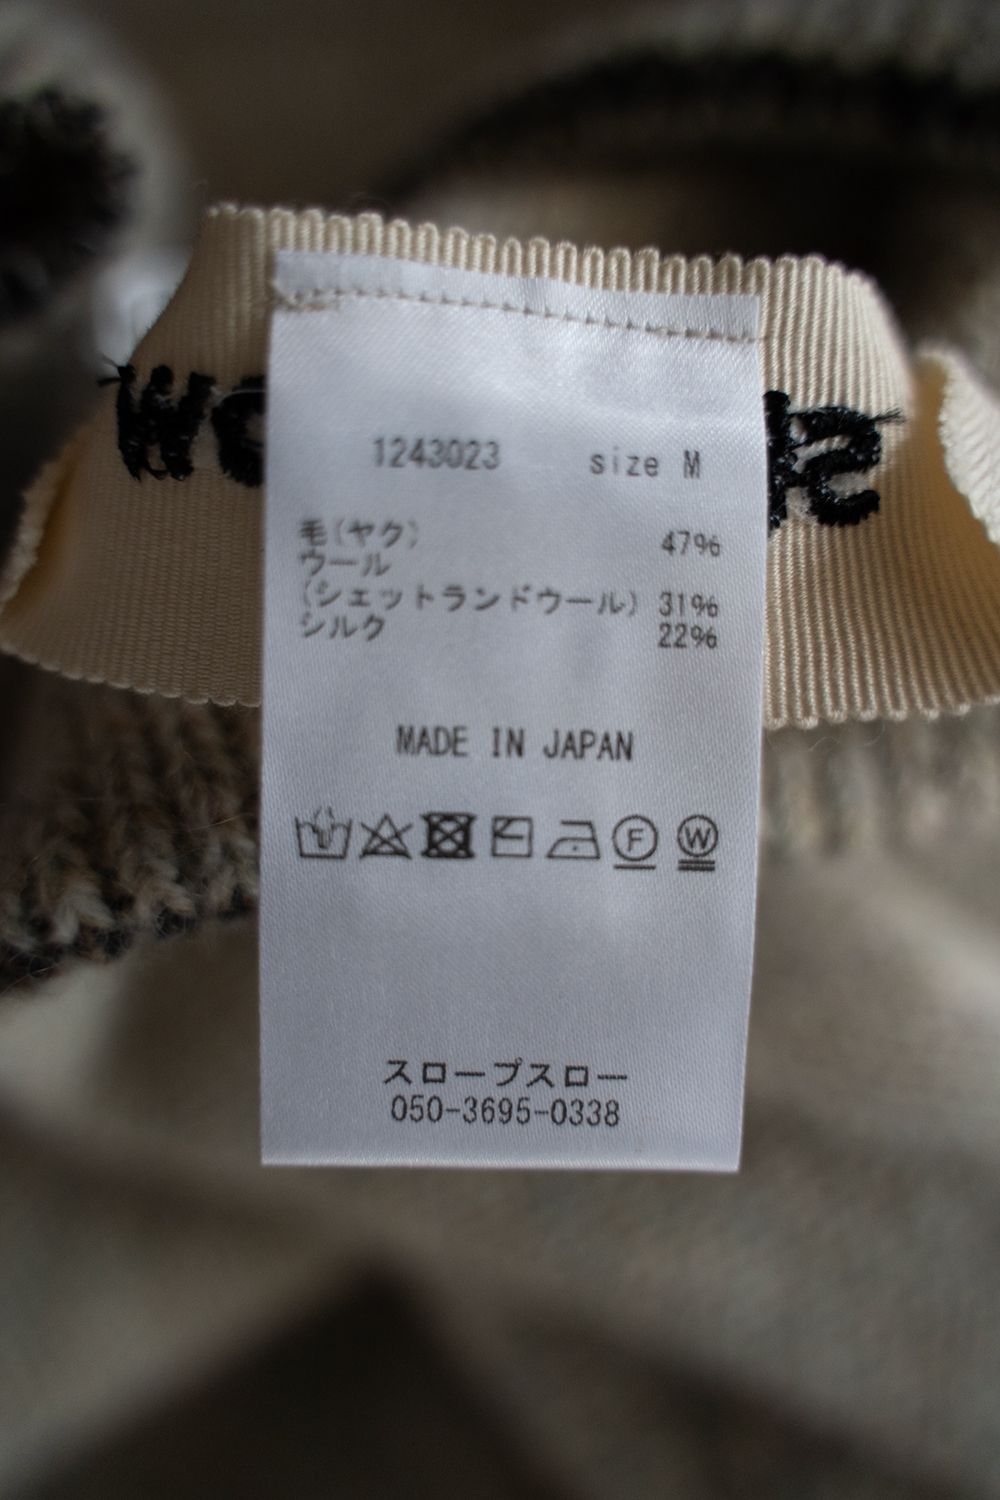 1243023 size M
毛(ヤク) 47%
ウール
(シェットランドウール) 31%
シルク 22%
MADE IN JAPAN
F W
スロープスロー
050-3695-0338